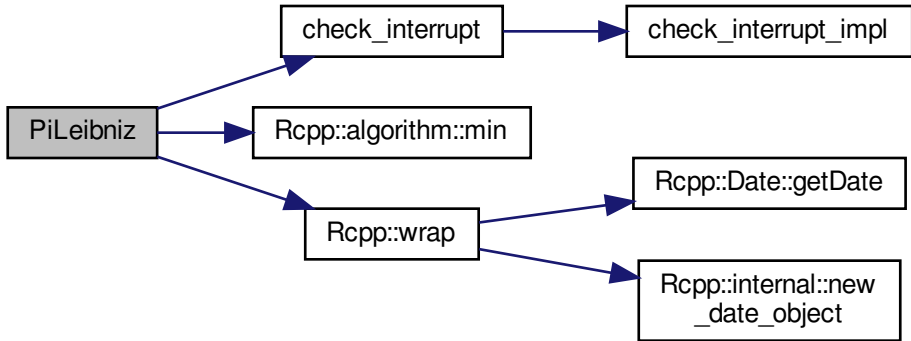 check_interrupt
check_interrupt_impl
PiLeibniz
Rcpp::algorithm::min
Rcpp::Date::getDate
Rcpp::wrap
Rcpp::internal::new
_date_object